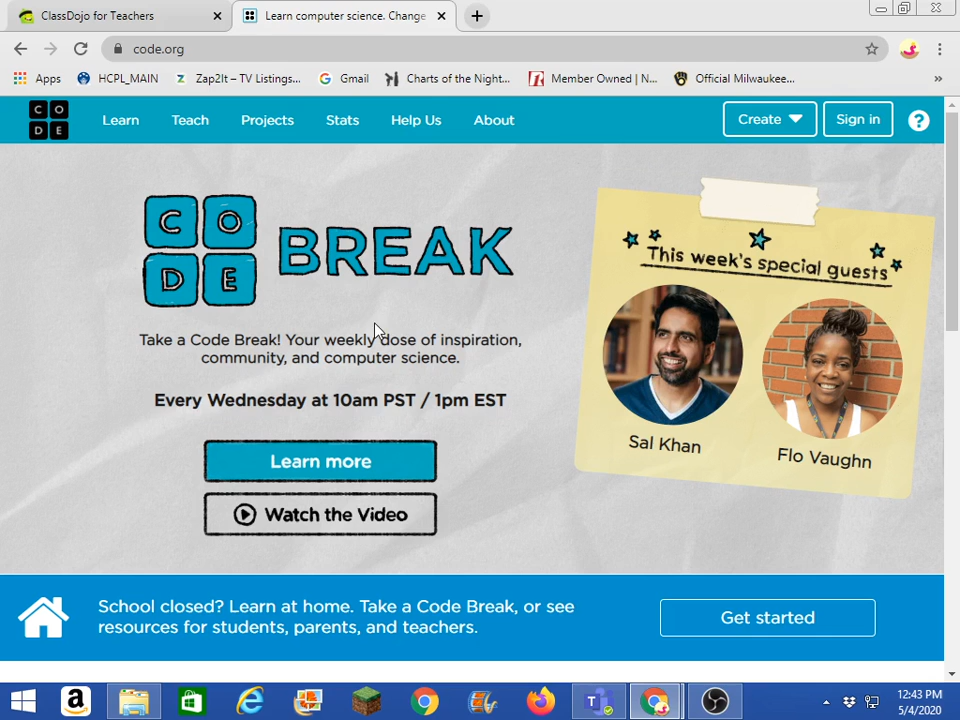 ClassDojo for Teachers
Learn computer science. Change
code.org
Apps
HCPL_MAIN
Zap2It – TV Listings...
Gmail
Charts of the Night...
Member Owned | N...
Official Milwaukee...
»
CODE
Learn
Teach
Projects
Stats
Help Us
About
Create
Sign in
?
CODE BREAK
Take a Code Break! Your weekly dose of inspiration,
community, and computer science.
Every Wednesday at 10am PST / 1pm EST
Learn more
Watch the Video
This week's special guests
Sal Khan
Flo Vaughn
School closed? Learn at home. Take a Code Break, or see
resources for students, parents, and teachers.
Get started
12:43 PM
5/4/2020